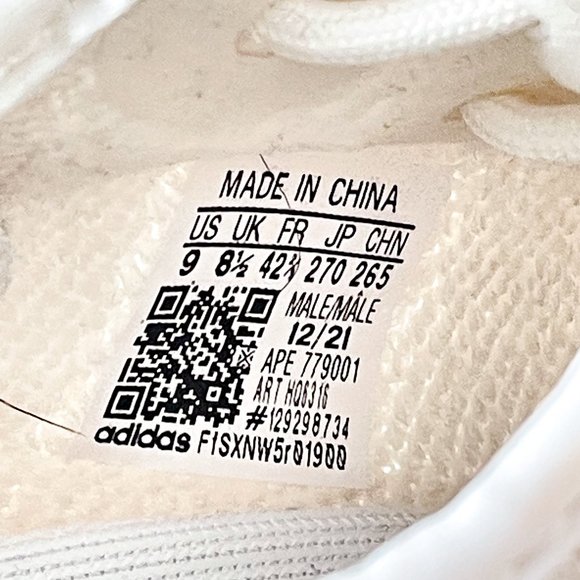 MADE IN CHINA
US UK FR JP CHN
9 8½ 42⅔ 270 265
MALE/MÂLE
12/21
APE 779001
ART HQ6316
#129298734
adidas F1SXNW5r01900